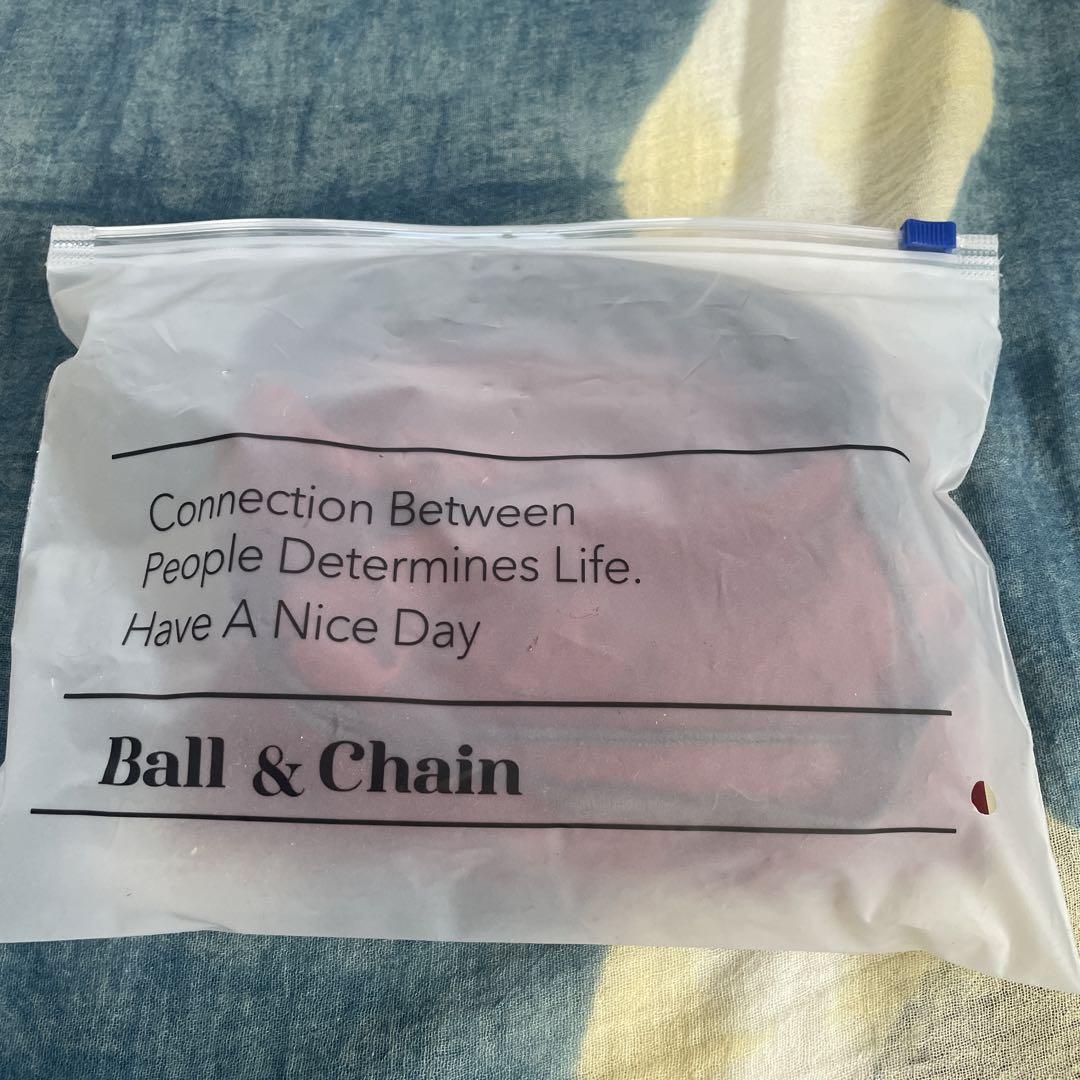 Connection Between
People Determines Life.
Have A Nice Day
Ball & Chain